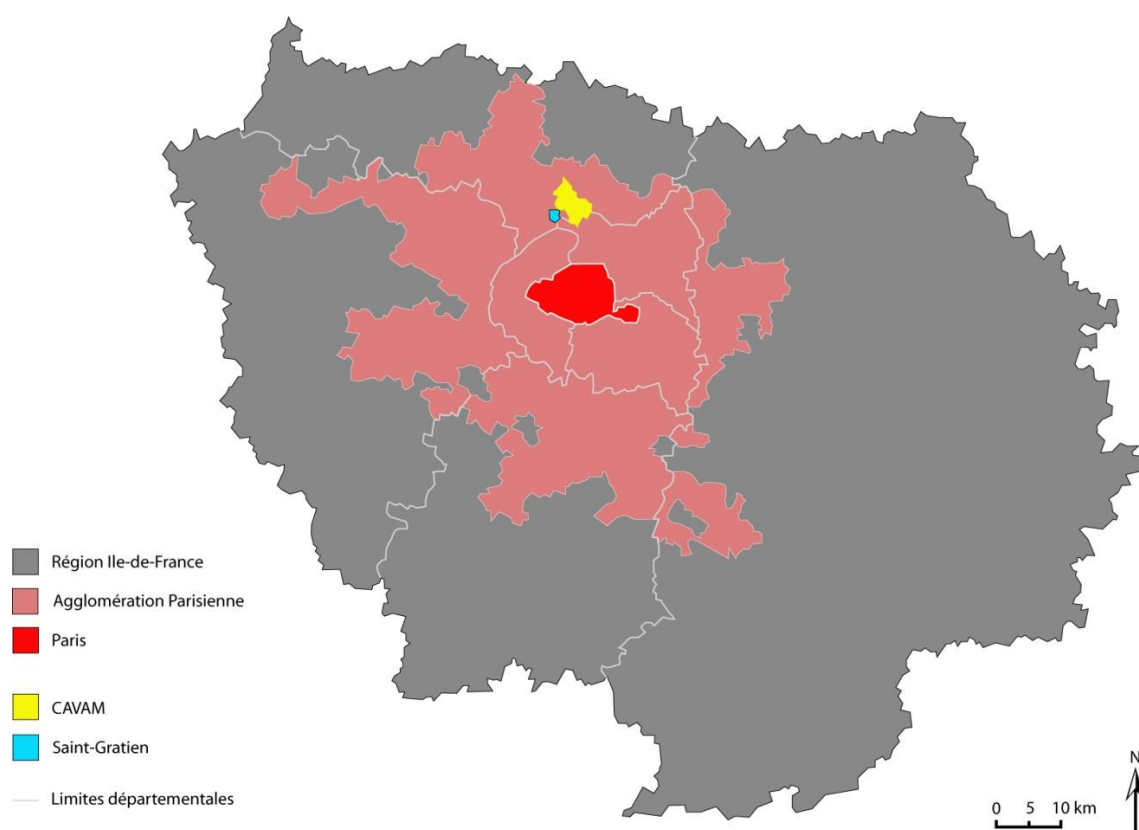 Région Ile-de-France
Agglomération Parisienne
Paris
CAVAM
Saint-Gratien
Limites départementales
0 5 10 km
N